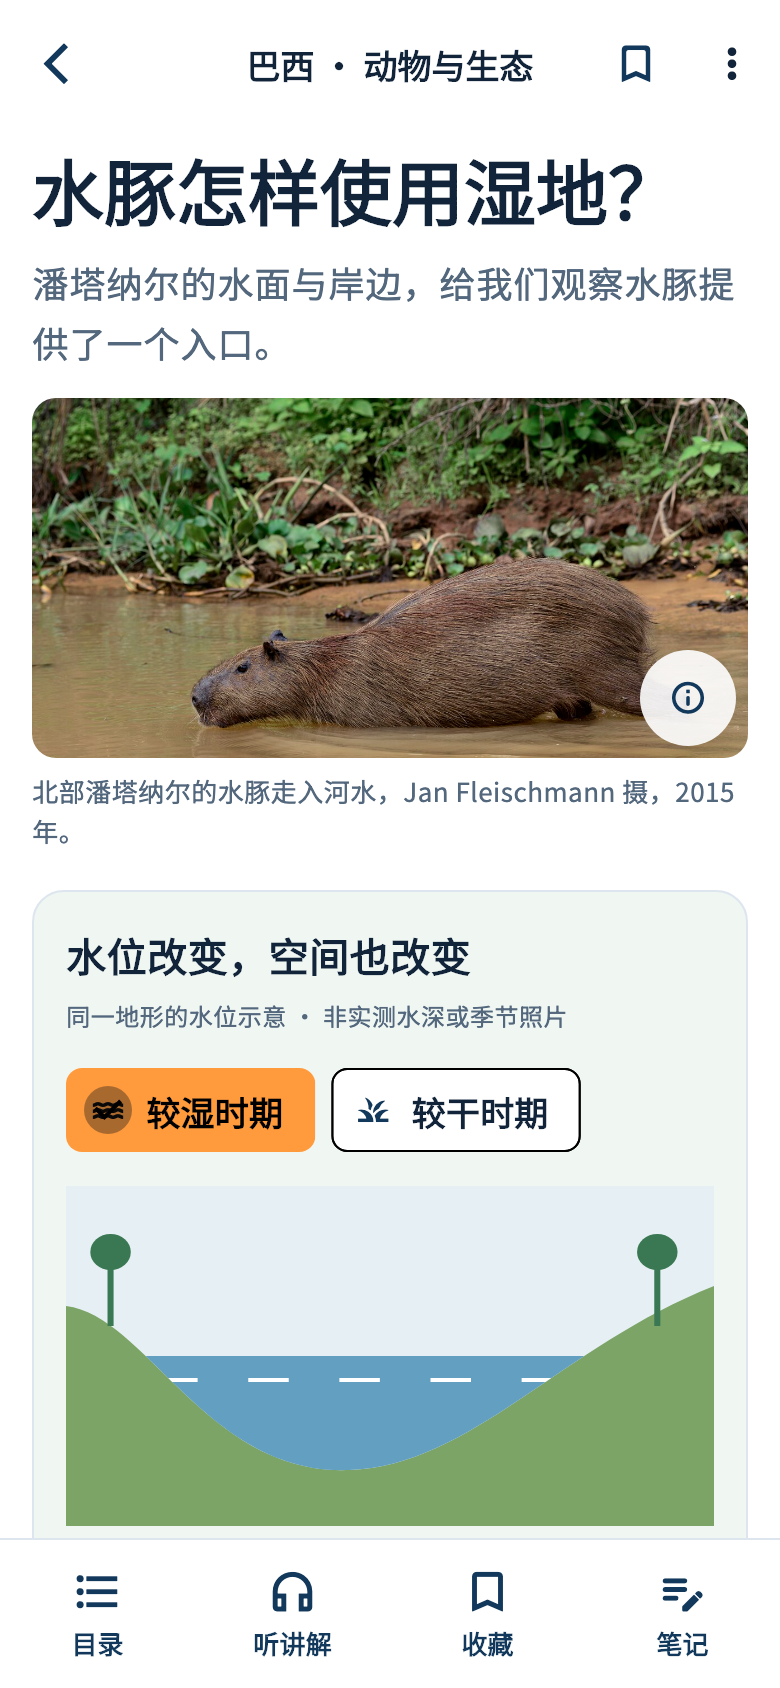 巴西 · 动物与生态
水豚怎样使用湿地？
潘塔纳尔的水面与岸边，给我们观察水豚提
供了一个入口。
北部潘塔纳尔的水豚走入河水，Jan Fleischmann 摄，2015
年。
水位改变，空间也改变
同一地形的水位示意 · 非实测水深或季节照片
较湿时期
较干时期
目录
听讲解
收藏
笔记